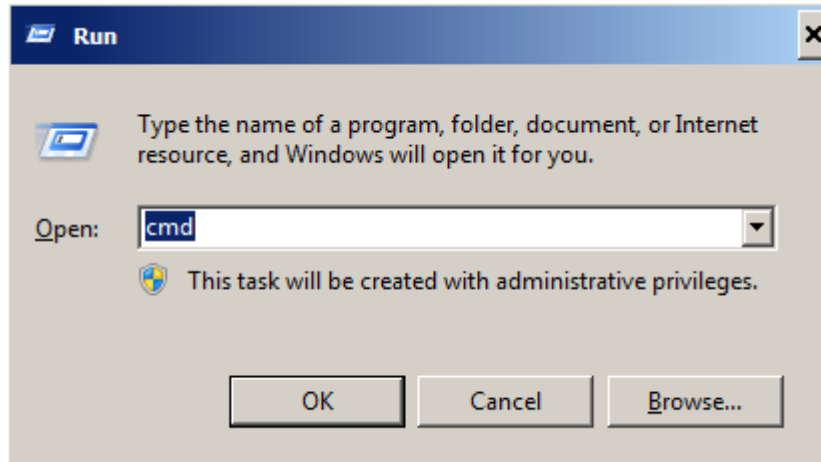 Run
Type the name of a program, folder, document, or Internet
resource, and Windows will open it for you.
Open: cmd
This task will be created with administrative privileges.
OK Cancel Browse...